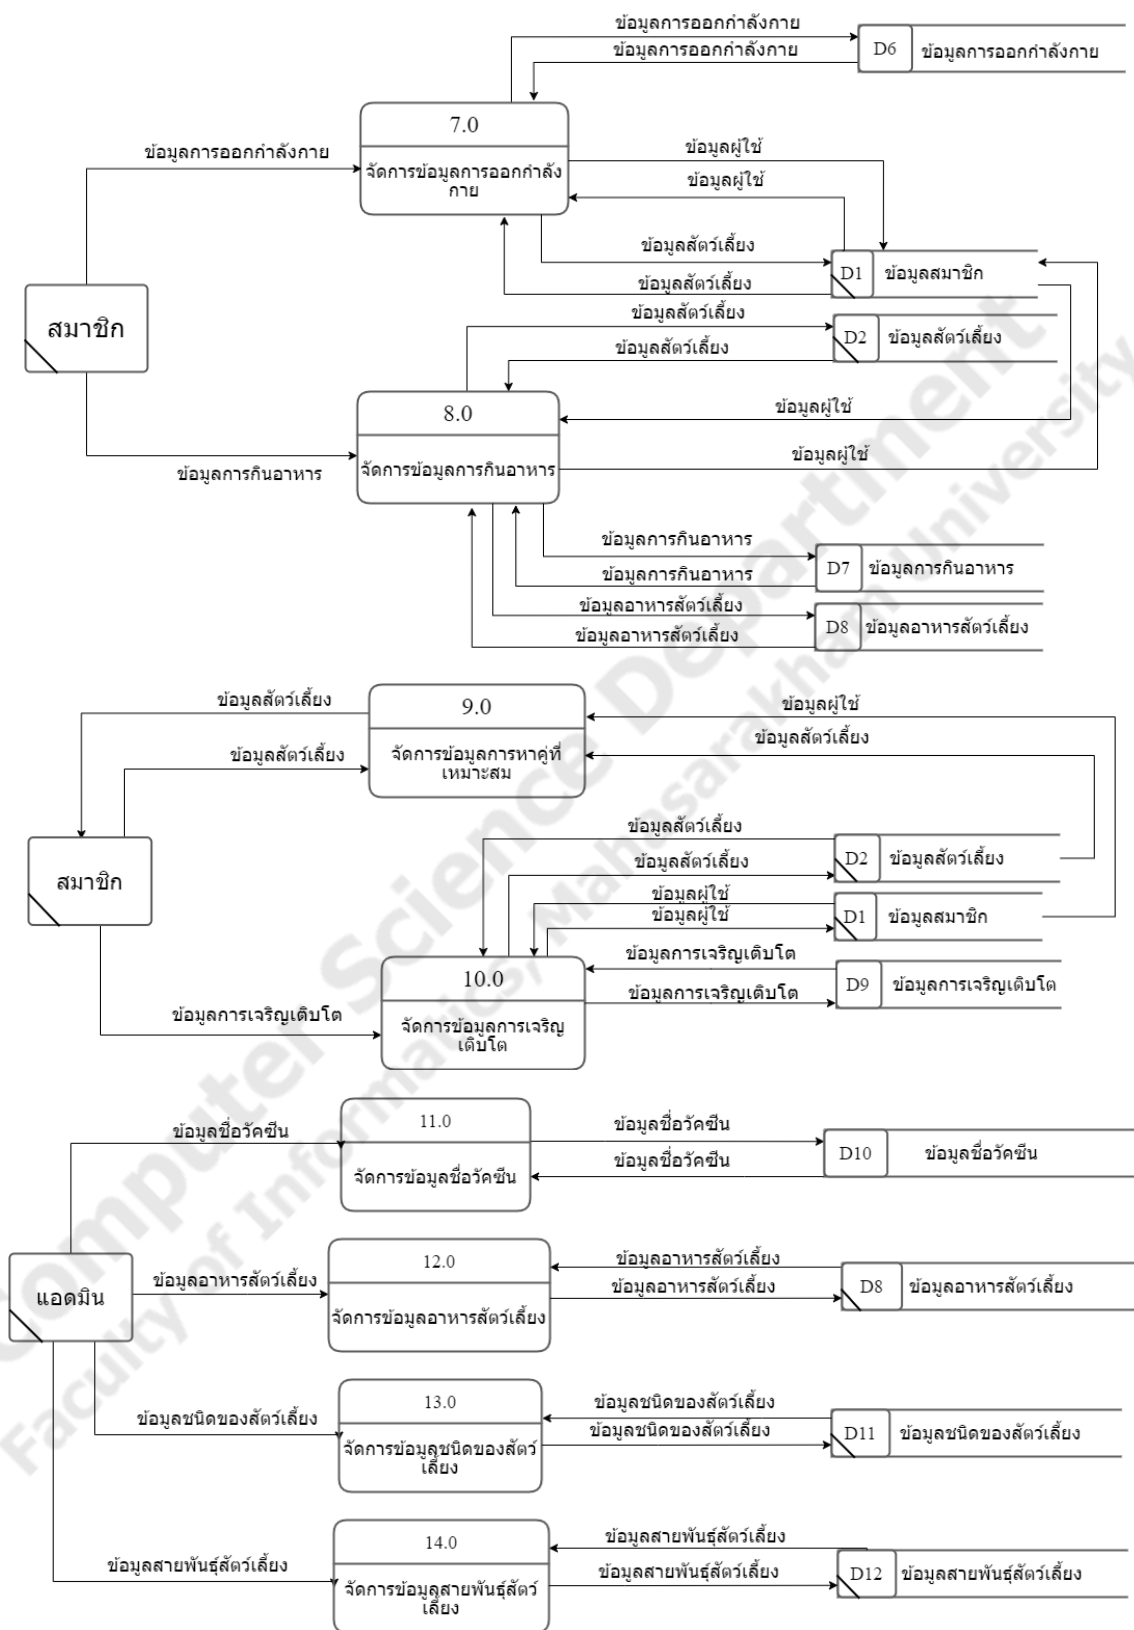 ข้อมูลการออกกำลังกาย
ข้อมูลการออกกำลังกาย
D6 ข้อมูลการออกกำลังกาย
7.0
จัดการข้อมูลการออกกำลัง
กาย
ข้อมูลการออกกำลังกาย
ข้อมูลผู้ใช้
ข้อมูลผู้ใช้
ข้อมูลสัตว์เลี้ยง
ข้อมูลสัตว์เลี้ยง
D1 ข้อมูลสมาชิก
สมาชิก
ข้อมูลสัตว์เลี้ยง
ข้อมูลสัตว์เลี้ยง
D2 ข้อมูลสัตว์เลี้ยง
8.0
จัดการข้อมูลการกินอาหาร
ข้อมูลการกินอาหาร
ข้อมูลผู้ใช้
ข้อมูลผู้ใช้
ข้อมูลการกินอาหาร
ข้อมูลการกินอาหาร
D7 ข้อมูลการกินอาหาร
ข้อมูลอาหารสัตว์เลี้ยง
ข้อมูลอาหารสัตว์เลี้ยง
D8 ข้อมูลอาหารสัตว์เลี้ยง
ข้อมูลสัตว์เลี้ยง
ข้อมูลสัตว์เลี้ยง
9.0
จัดการข้อมูลการหาคู่ที่
เหมาะสม
ข้อมูลผู้ใช้
ข้อมูลสัตว์เลี้ยง
สมาชิก
ข้อมูลสัตว์เลี้ยง
ข้อมูลสัตว์เลี้ยง
D2 ข้อมูลสัตว์เลี้ยง
ข้อมูลผู้ใช้
ข้อมูลผู้ใช้
D1 ข้อมูลสมาชิก
ข้อมูลการเจริญเติบโต
ข้อมูลการเจริญเติบโต
D9 ข้อมูลการเจริญเติบโต
ข้อมูลการเจริญเติบโต
10.0
จัดการข้อมูลการเจริญ
เติบโต
ข้อมูลชื่อวัคซีน
11.0
จัดการข้อมูลชื่อวัคซีน
ข้อมูลชื่อวัคซีน
ข้อมูลชื่อวัคซีน
D10 ข้อมูลชื่อวัคซีน
แอดมิน
ข้อมูลอาหารสัตว์เลี้ยง
12.0
จัดการข้อมูลอาหารสัตว์เลี้ยง
ข้อมูลอาหารสัตว์เลี้ยง
ข้อมูลอาหารสัตว์เลี้ยง
D8 ข้อมูลอาหารสัตว์เลี้ยง
ข้อมูลชนิดของสัตว์เลี้ยง
13.0
จัดการข้อมูลชนิดของสัตว์
เลี้ยง
ข้อมูลชนิดของสัตว์เลี้ยง
ข้อมูลชนิดของสัตว์เลี้ยง
D11 ข้อมูลชนิดของสัตว์เลี้ยง
ข้อมูลสายพันธุ์สัตว์เลี้ยง
14.0
จัดการข้อมูลสายพันธุ์สัตว์
เลี้ยง
ข้อมูลสายพันธุ์สัตว์เลี้ยง
ข้อมูลสายพันธุ์สัตว์เลี้ยง
D12 ข้อมูลสายพันธุ์สัตว์เลี้ยง
Computer Science Department
Faculty of Informatics, Mahasarakham University